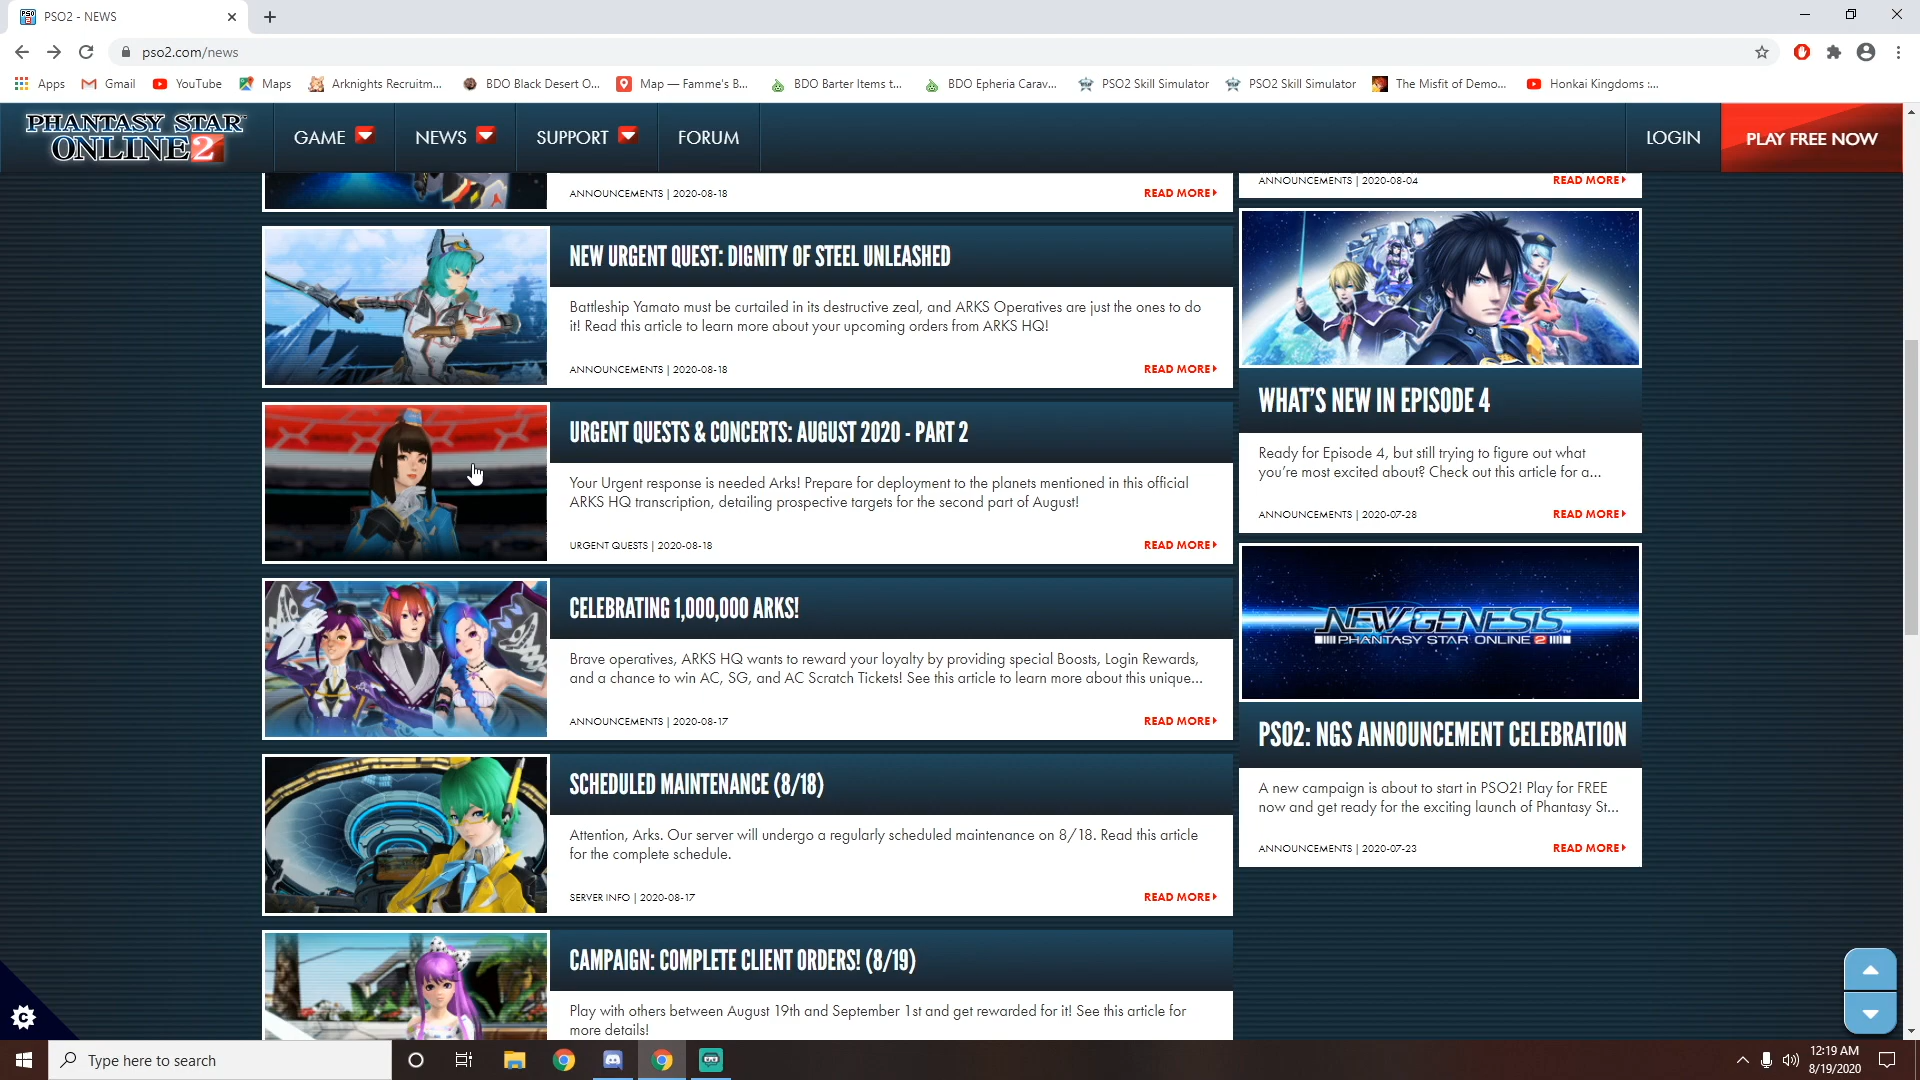 PSO2 - NEWS
pso2.com/news
Apps
Gmail
YouTube
Maps
Arknights Recruitm...
BDO Black Desert O...
Map — Famme's B...
BDO Barter Items t...
BDO Epheria Carav...
PSO2 Skill Simulator
PSO2 Skill Simulator
The Misfit of Demo...
Honkai Kingdoms :...
PHANTASY STAR ONLINE 2
GAME
NEWS
SUPPORT
FORUM
LOGIN
PLAY FREE NOW
ANNOUNCEMENTS | 2020-08-18
READ MORE
NEW URGENT QUEST: DIGNITY OF STEEL UNLEASHED
Battleship Yamato must be curtailed in its destructive zeal, and ARKS Operatives are just the ones to do
it! Read this article to learn more about your upcoming orders from ARKS HQ!
ANNOUNCEMENTS | 2020-08-18
READ MORE
URGENT QUESTS & CONCERTS: AUGUST 2020 - PART 2
Your Urgent response is needed Arks! Prepare for deployment to the planets mentioned in this official
ARKS HQ transcription, detailing prospective targets for the second part of August!
URGENT QUESTS | 2020-08-18
READ MORE
CELEBRATING 1,000,000 ARKS!
Brave operatives, ARKS HQ wants to reward your loyalty by providing special Boosts, Login Rewards,
and a chance to win AC, SG, and AC Scratch Tickets! See this article to learn more about this unique...
ANNOUNCEMENTS | 2020-08-17
READ MORE
SCHEDULED MAINTENANCE (8/18)
Attention, Arks. Our server will undergo a regularly scheduled maintenance on 8/18. Read this article
for the complete schedule.
SERVER INFO | 2020-08-17
READ MORE
CAMPAIGN: COMPLETE CLIENT ORDERS! (8/19)
Play with others between August 19th and September 1st and get rewarded for it! See this article for
more details!
ANNOUNCEMENTS | 2020-08-04
READ MORE
WHAT'S NEW IN EPISODE 4
Ready for Episode 4, but still trying to figure out what
you're most excited about? Check out this article for a...
ANNOUNCEMENTS | 2020-07-28
READ MORE
NEW GENESIS
PHANTASY STAR ONLINE 2
PSO2: NGS ANNOUNCEMENT CELEBRATION
A new campaign is about to start in PSO2! Play for FREE
now and get ready for the exciting launch of Phantasy St...
ANNOUNCEMENTS | 2020-07-23
READ MORE
Type here to search
12:19 AM
8/19/2020